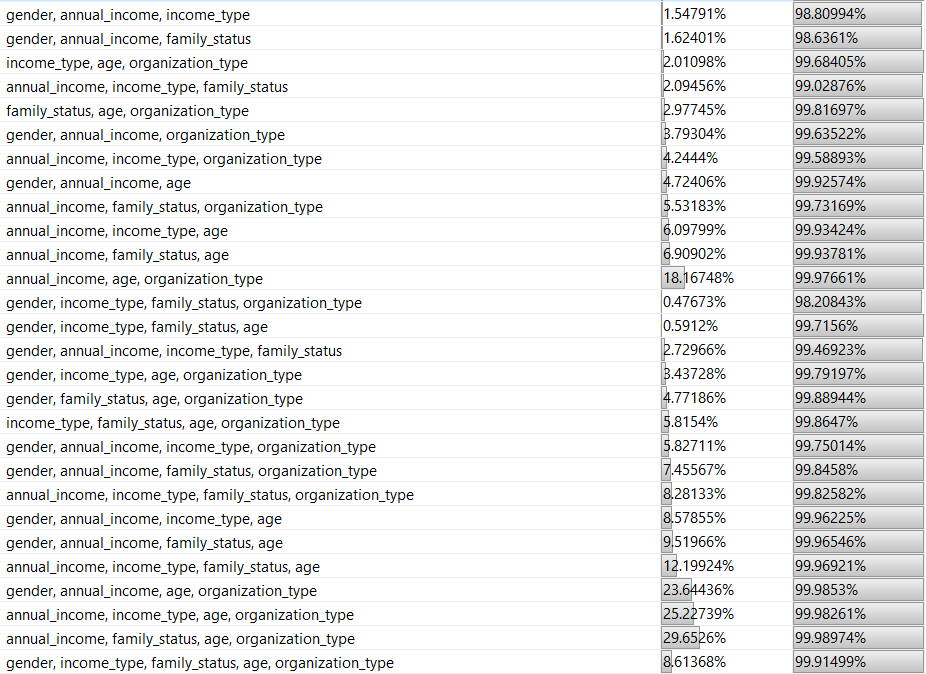 gender, annual_income, income_type 1.54791% 98.80994%
gender, annual_income, family_status 1.62401% 98.6361%
income_type, age, organization_type 2.01098% 99.68405%
annual_income, income_type, family_status 2.09456% 99.02876%
family_status, age, organization_type 2.97745% 99.81697%
gender, annual_income, organization_type 3.79304% 99.63522%
annual_income, income_type, organization_type 4.2444% 99.58893%
gender, annual_income, age 4.72406% 99.92574%
annual_income, family_status, organization_type 5.53183% 99.73169%
annual_income, income_type, age 6.09799% 99.93424%
annual_income, family_status, age 6.90902% 99.93781%
annual_income, age, organization_type 18.16748% 99.97661%
gender, income_type, family_status, organization_type 0.47673% 98.20843%
gender, income_type, family_status, age 0.5912% 99.7156%
gender, annual_income, income_type, family_status 2.72966% 99.46923%
gender, income_type, age, organization_type 3.43728% 99.79197%
gender, family_status, age, organization_type 4.77186% 99.88944%
income_type, family_status, age, organization_type 5.8154% 99.8647%
gender, annual_income, income_type, organization_type 5.82711% 99.75014%
gender, annual_income, family_status, organization_type 7.45567% 99.8458%
annual_income, income_type, family_status, organization_type 8.28133% 99.82582%
gender, annual_income, income_type, age 8.57855% 99.96225%
gender, annual_income, family_status, age 9.51966% 99.96546%
annual_income, income_type, family_status, age 12.19924% 99.96921%
gender, annual_income, age, organization_type 23.64436% 99.9853%
annual_income, income_type, age, organization_type 25.22739% 99.98261%
annual_income, family_status, age, organization_type 29.6526% 99.98974%
gender, income_type, family_status, age, organization_type 8.61368% 99.91499%